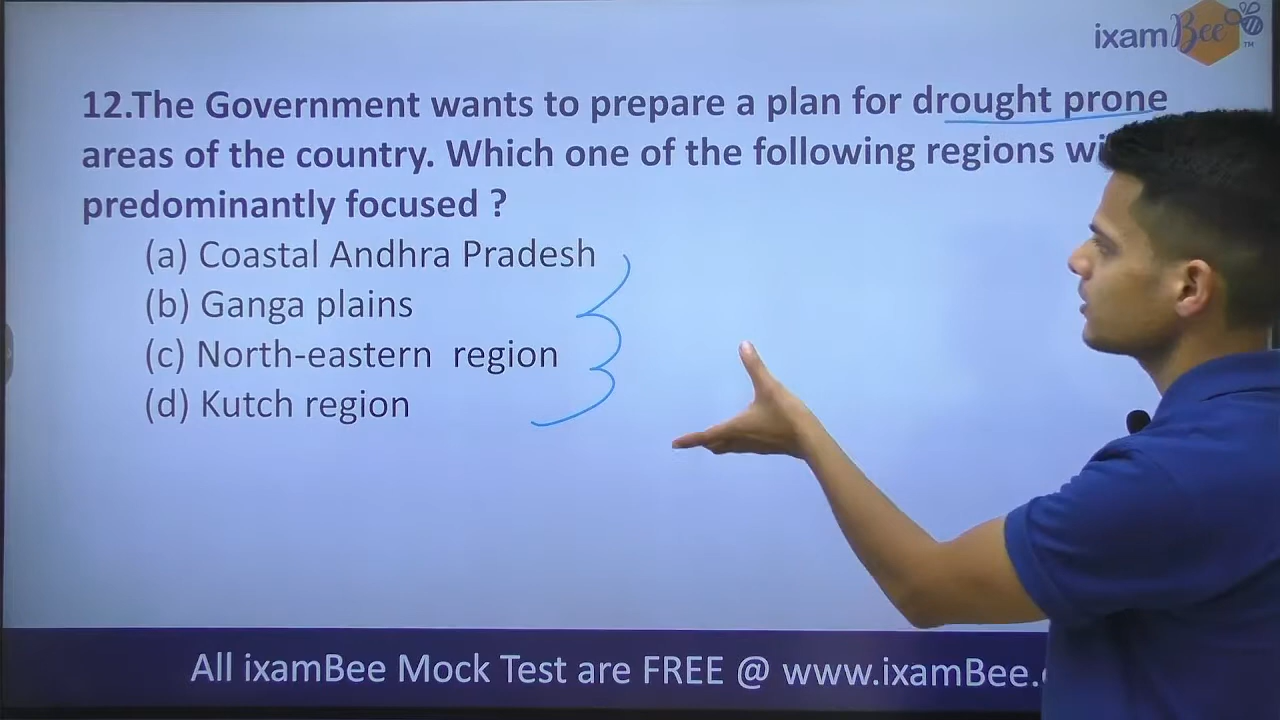 ixamBee™
12.The Government wants to prepare a plan for drought prone
areas of the country. Which one of the following regions
predominantly focused ?
(a) Coastal Andhra Pradesh
(b) Ganga plains
(c) North-eastern region
(d) Kutch region
All ixamBee Mock Test are FREE @ www.ixamBee.